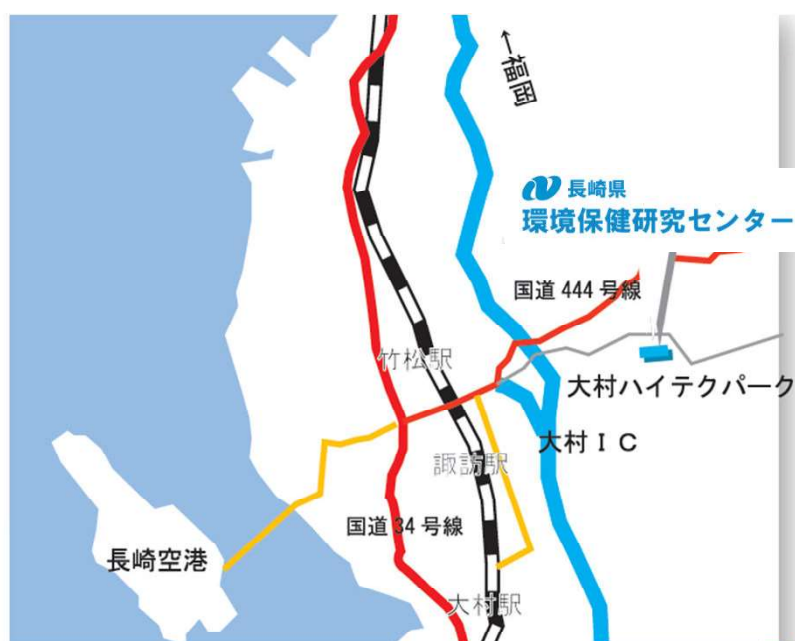 ←福岡
長崎県
環境保健研究センター
国道 444 号線
竹松駅
大村ハイテクパーク
大村ＩＣ
諏訪駅
国道 34 号線
長崎空港
大村駅